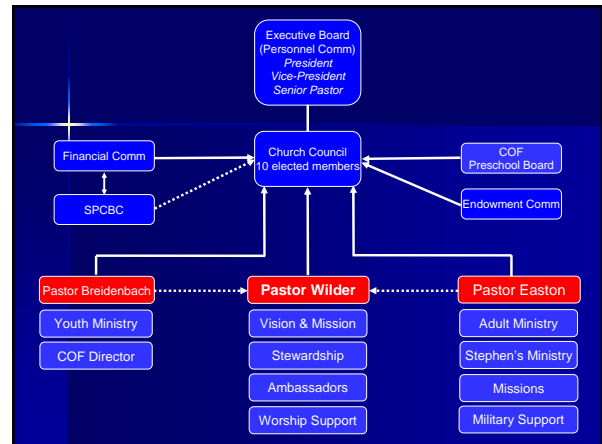 Executive Board
(Personnel Comm)
President
Vice-President
Senior Pastor
Financial Comm
Church Council
10 elected members
COF
Preschool Board
SPCBC
Endowment Comm
Pastor Breidenbach
Pastor Wilder
Pastor Easton
Youth Ministry
Vision & Mission
Adult Ministry
COF Director
Stewardship
Stephen's Ministry
Ambassadors
Missions
Worship Support
Military Support